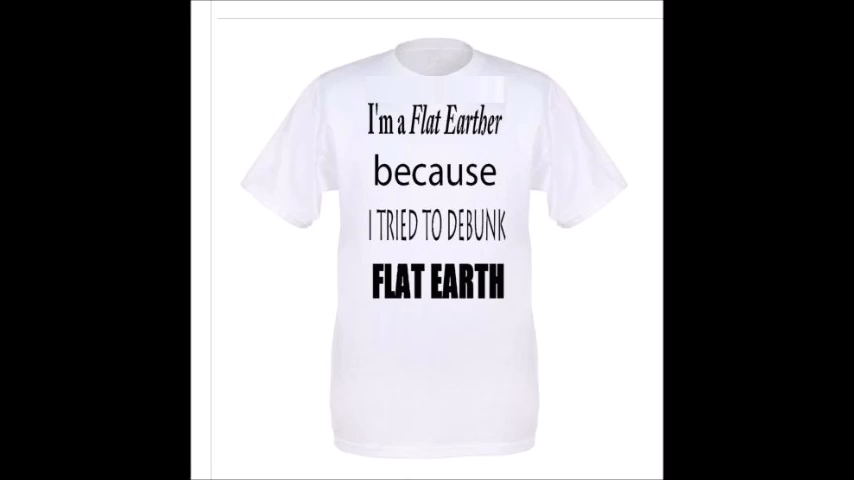 I'm a Flat Earther
because
I TRIED TO DEBUNK
FLAT EARTH